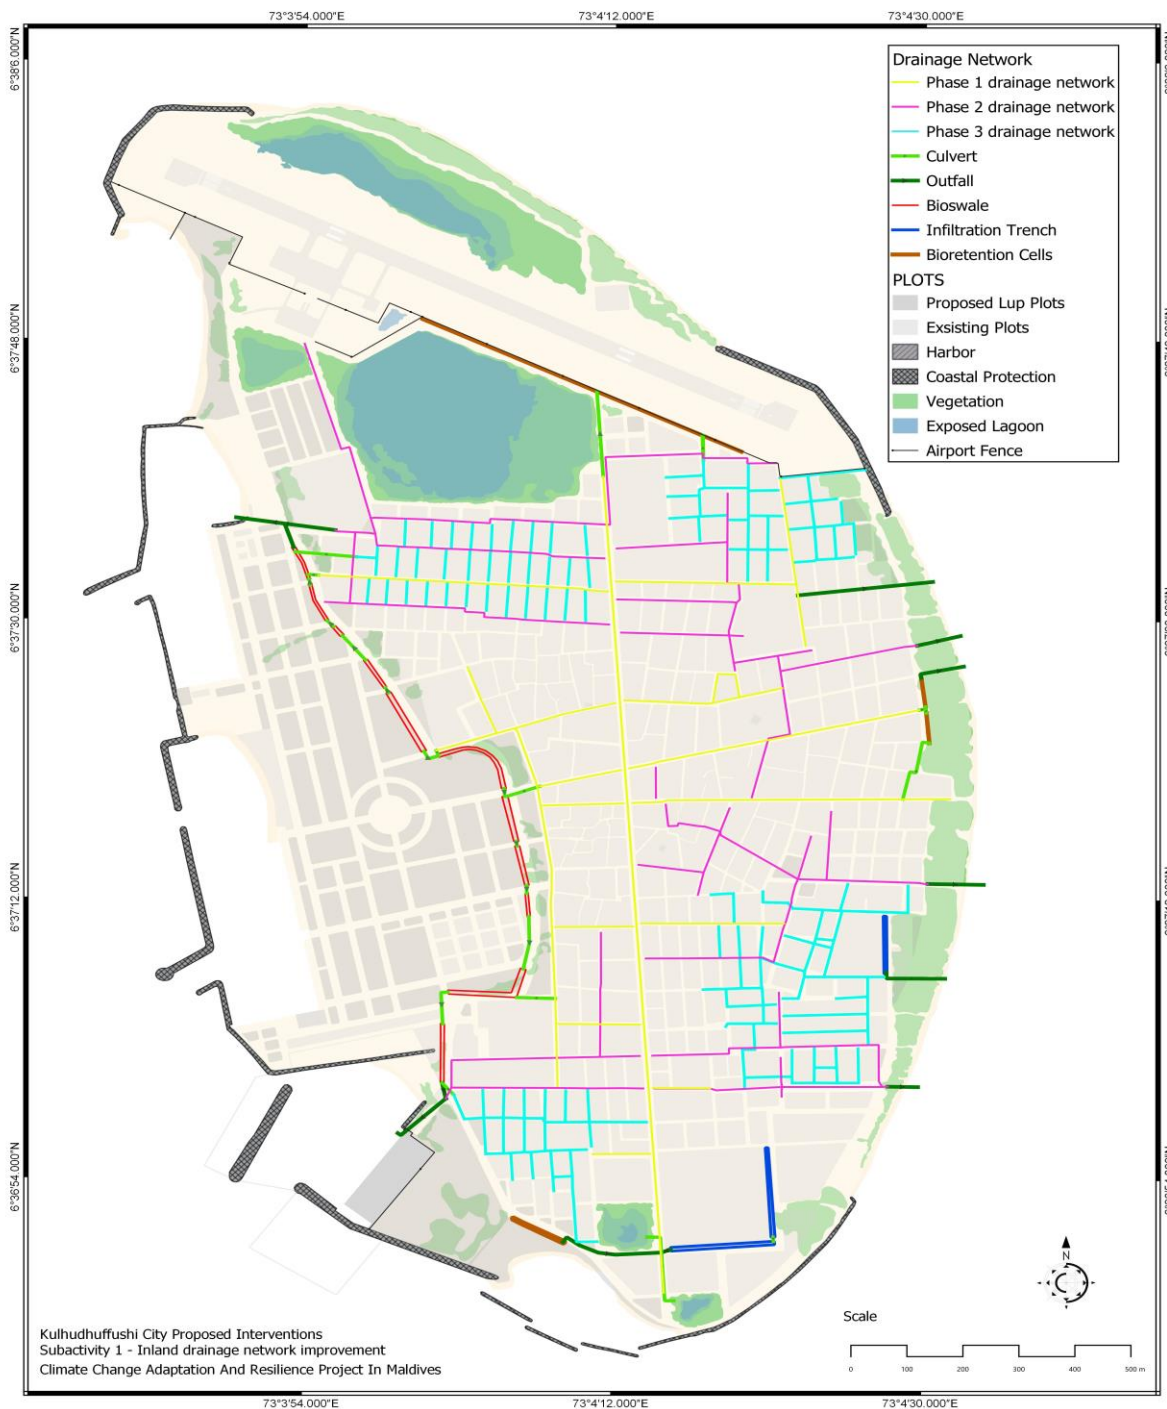 73°3'54.000"E
73°4'12.000"E
73°4'30.000"E
6°38'6.000"N
6°37'48.000"N
6°37'30.000"N
6°37'12.000"N
6°36'54.000"N
Drainage Network
Phase 1 drainage network
Phase 2 drainage network
Phase 3 drainage network
Culvert
Outfall
Bioswale
Infiltration Trench
Bioretention Cells
PLOTS
Proposed Lup Plots
Exsisting Plots
Harbor
Coastal Protection
Vegetation
Exposed Lagoon
Airport Fence
N
Scale
0 100 200 300 400 500 m
Kulhudhuffushi City Proposed Interventions
Subactivity 1 - Inland drainage network improvement
Climate Change Adaptation And Resilience Project In Maldives
73°3'54.000"E
73°4'12.000"E
73°4'30.000"E